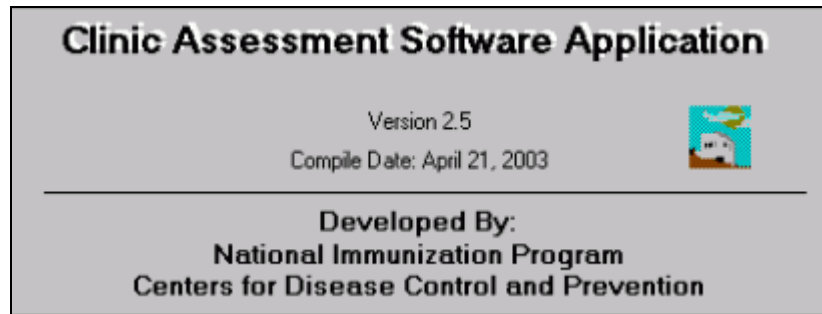 Clinic Assessment Software Application
Version 2.5
Compile Date: April 21, 2003
Developed By:
National Immunization Program
Centers for Disease Control and Prevention